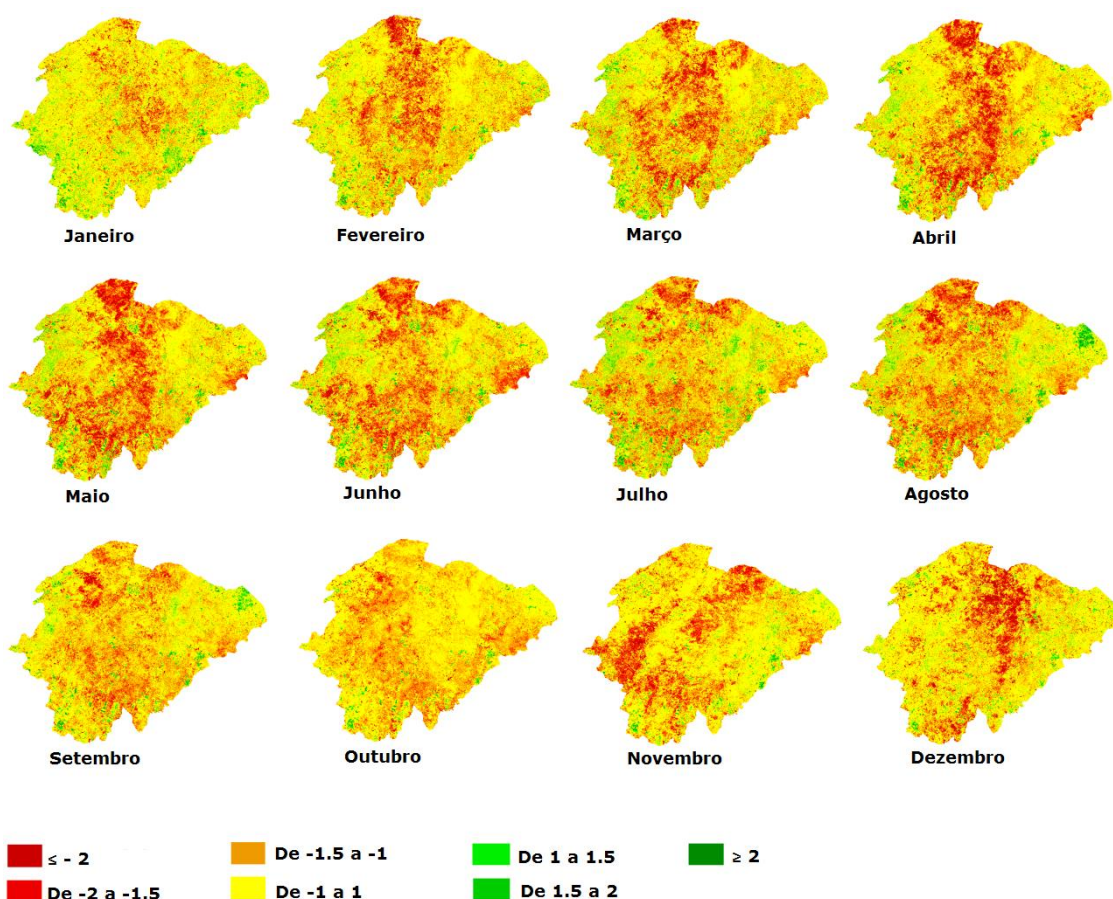 Janeiro
Fevereiro
Março
Abril
Maio
Junho
Julho
Agosto
Setembro
Outubro
Novembro
Dezembro
≤ - 2
De -1.5 a -1
De 1 a 1.5
≥ 2
De -2 a -1.5
De -1 a 1
De 1.5 a 2